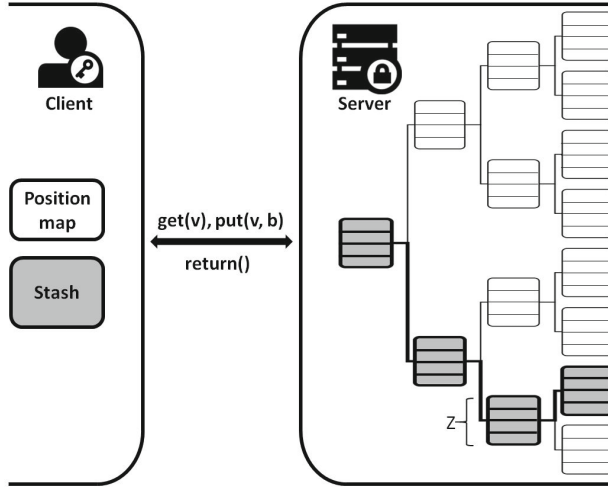 Client
Server
Position
map
get(v), put(v, b)
return()
Stash
Z